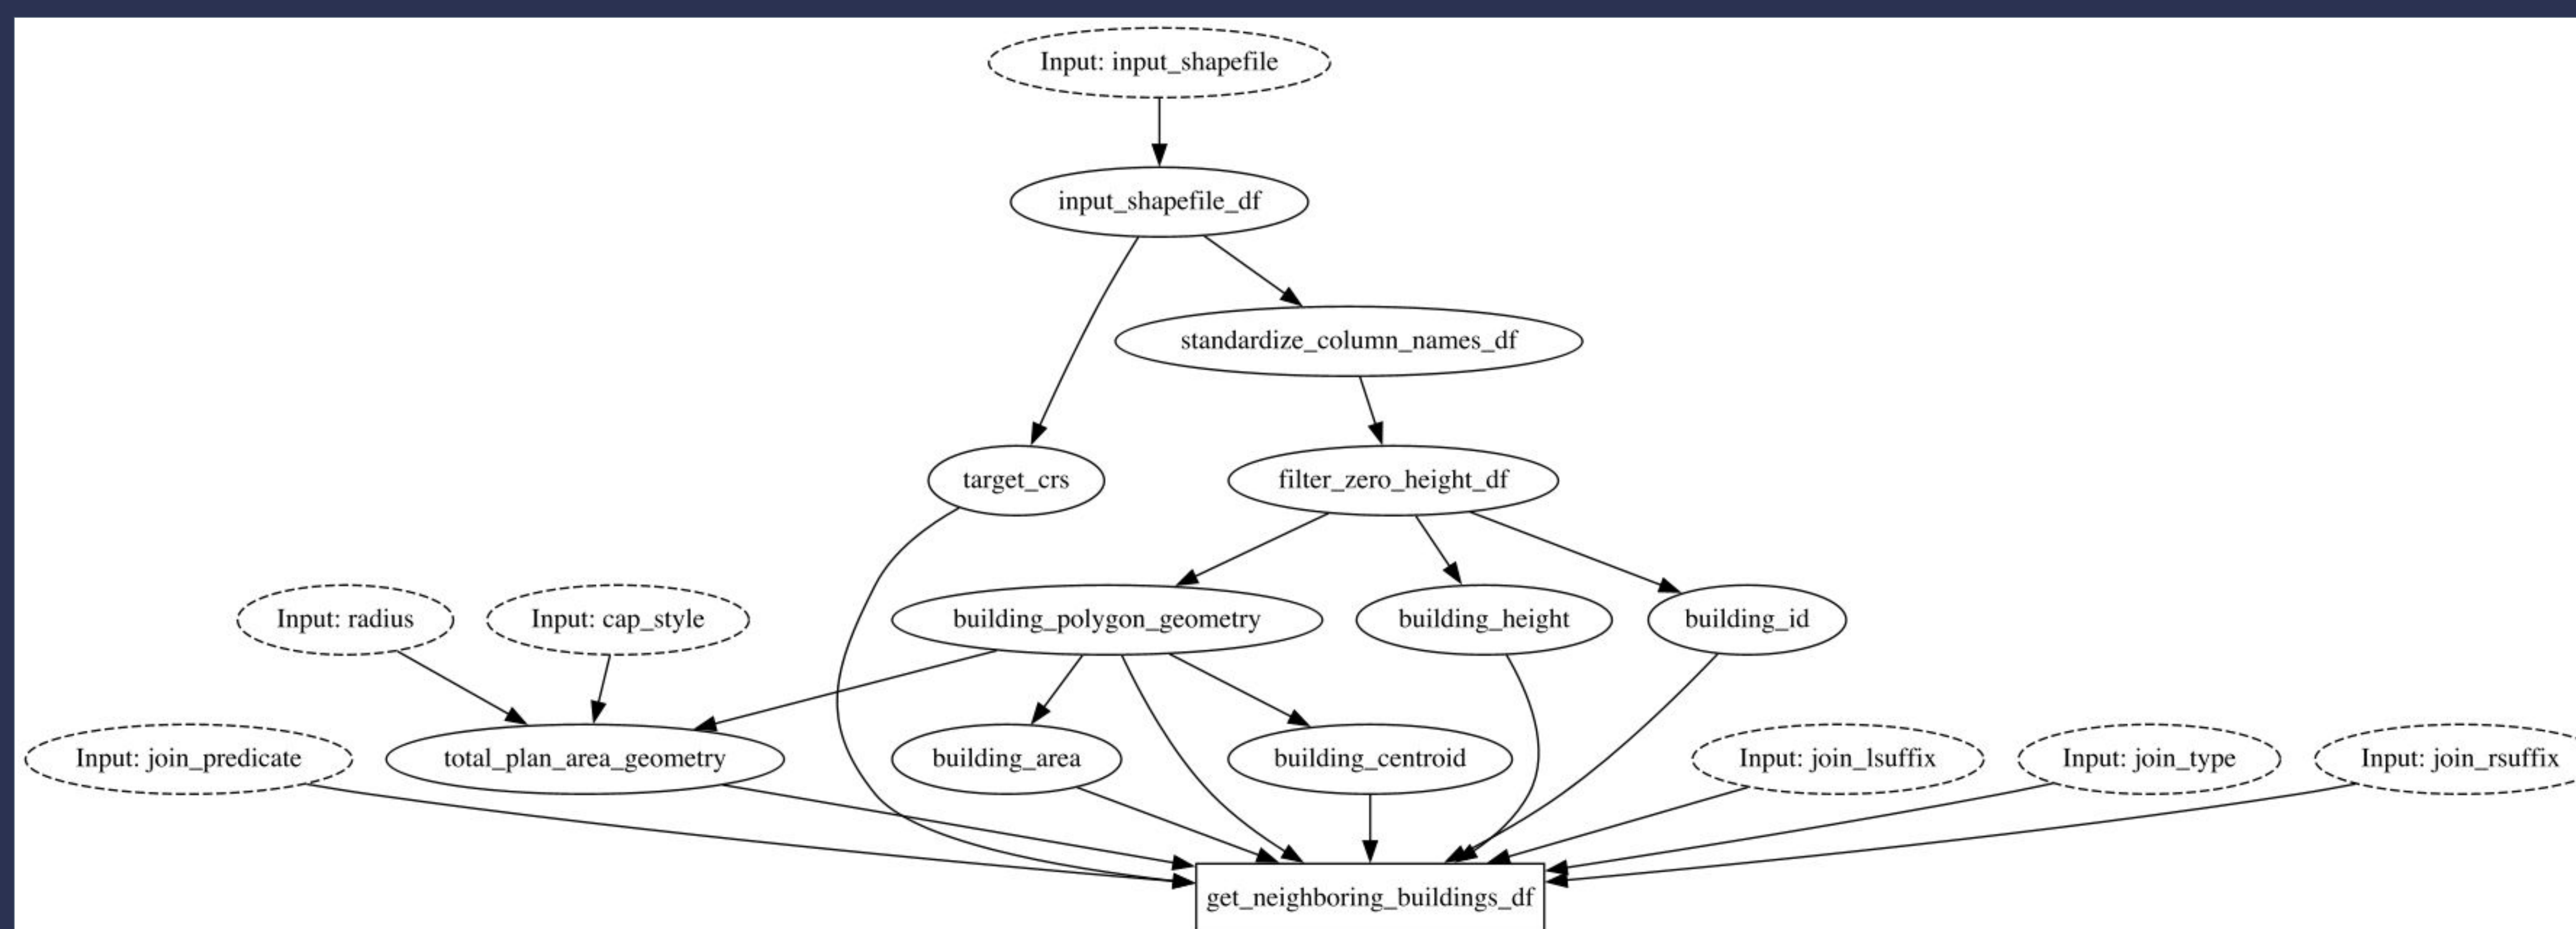 Input: input_shapefile
input_shapefile_df
standardize_column_names_df
target_crs
filter_zero_height_df
Input: radius
Input: cap_style
building_polygon_geometry
building_height
building_id
Input: join_predicate
total_plan_area_geometry
building_area
building_centroid
Input: join_lsuffix
Input: join_type
Input: join_rsuffix
get_neighboring_buildings_df